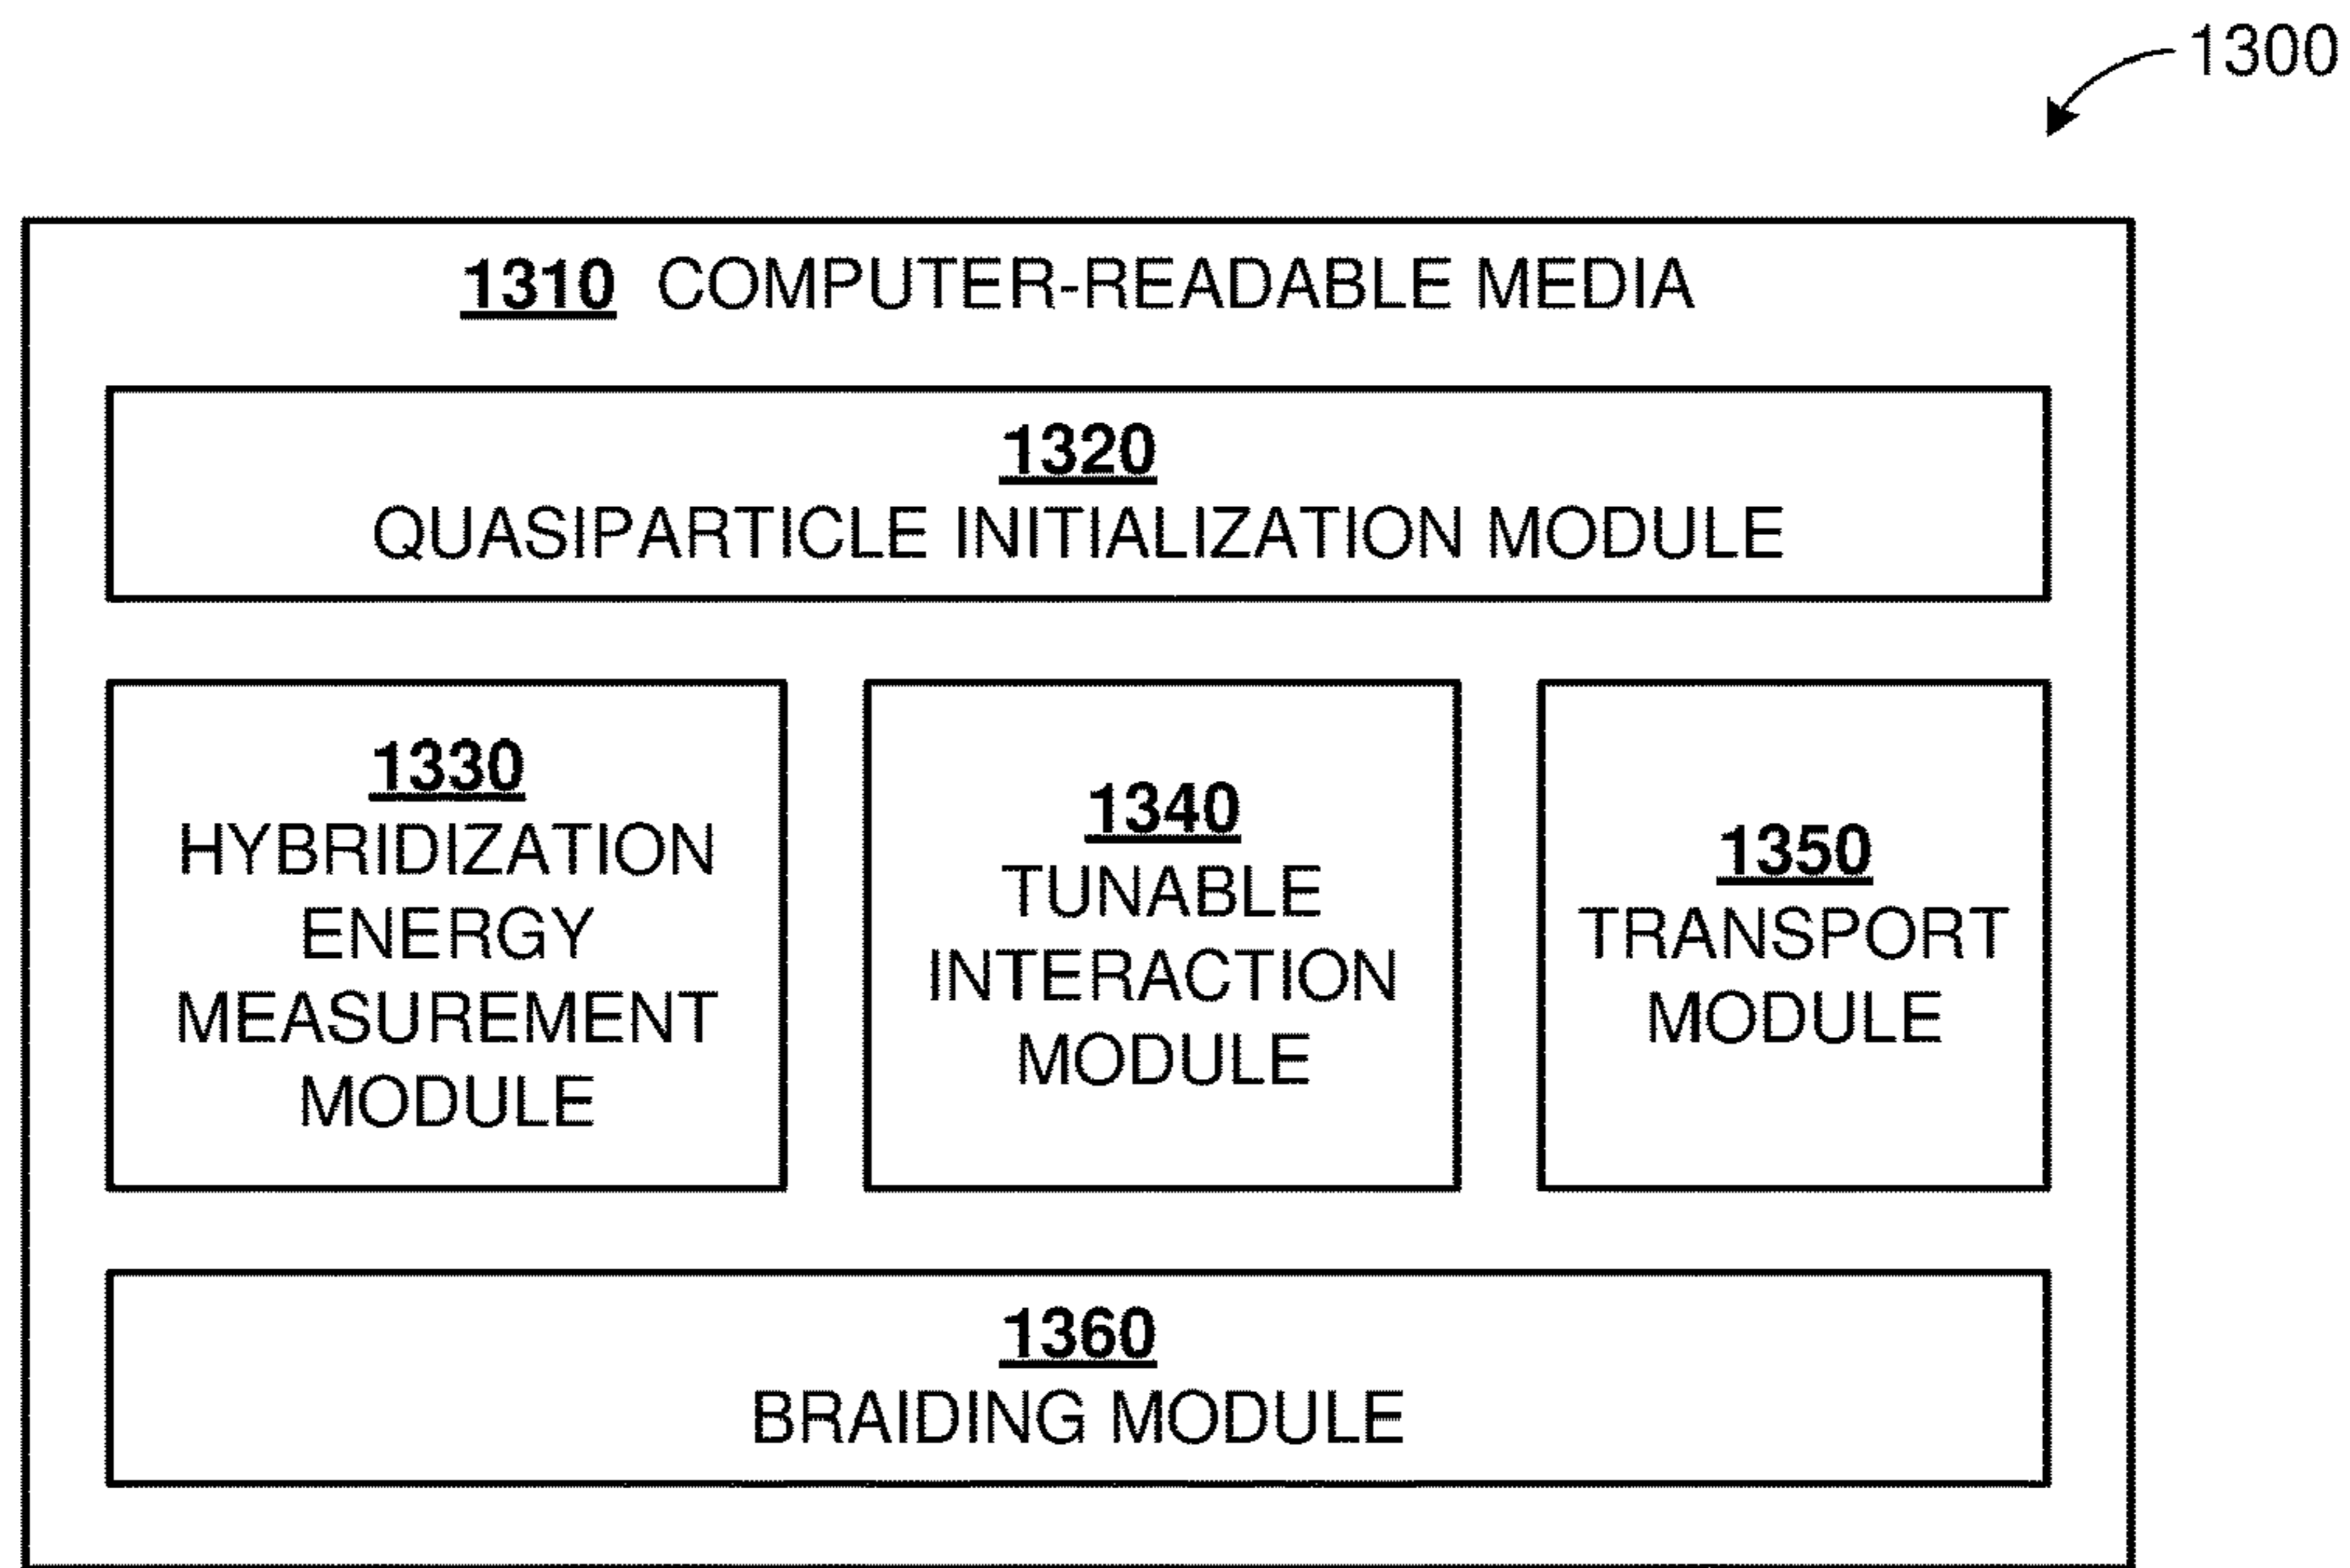 1300
1310 COMPUTER-READABLE MEDIA
1320
QUASIPARTICLE INITIALIZATION MODULE
1330
HYBRIDIZATION
ENERGY
MEASUREMENT
MODULE
1340
TUNABLE
INTERACTION
MODULE
1350
TRANSPORT
MODULE
1360
BRAIDING MODULE